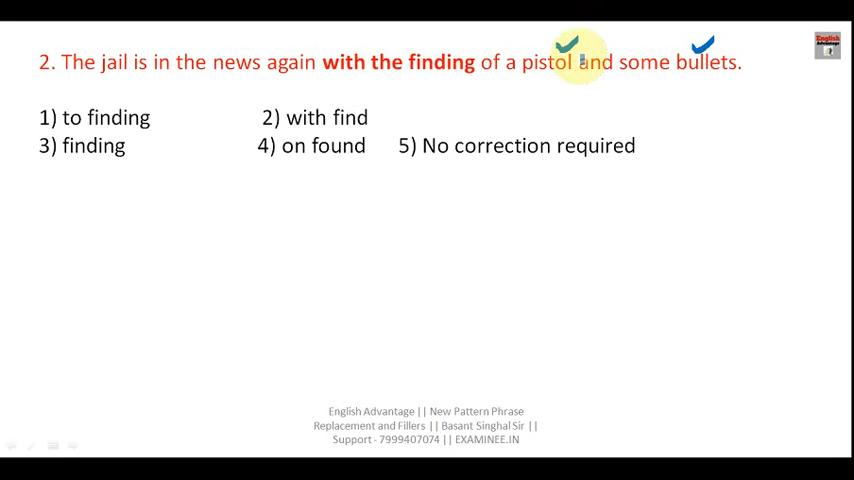 English
Advantage
2. The jail is in the news again with the finding of a pistol and some bullets.
1) to finding 2) with find
3) finding 4) on found 5) No correction required
English Advantage || New Pattern Phrase
Replacement and Fillers || Basant Singhal Sir ||
Support - 7999407074 || EXAMINEE.IN